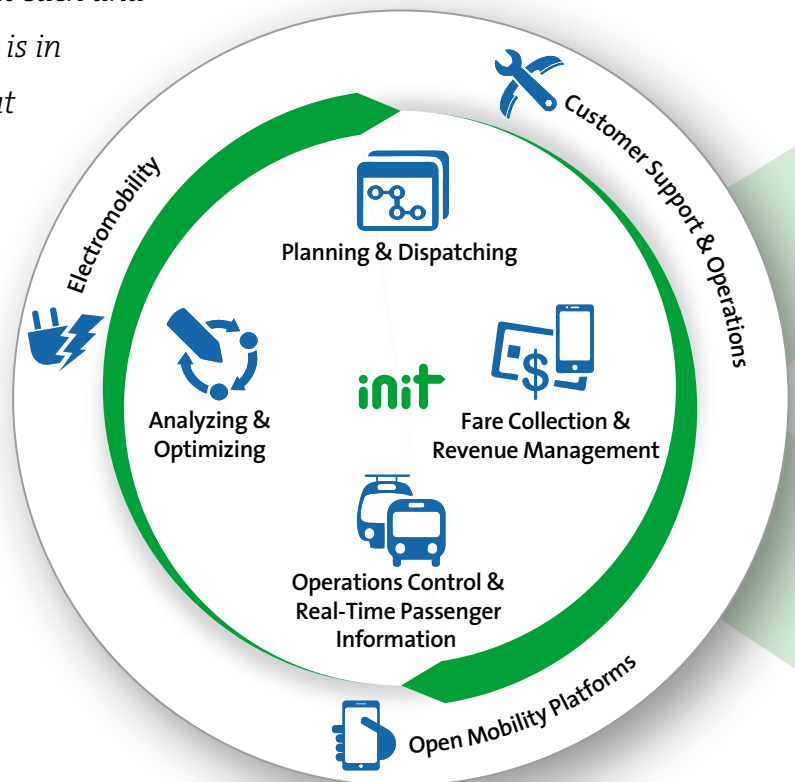 is in
Electromobility
Customer Support & Operations
Planning & Dispatching
Analyzing &
Optimizing
init
Fare Collection &
Revenue Management
Operations Control &
Real-Time Passenger
Information
Open Mobility Platforms